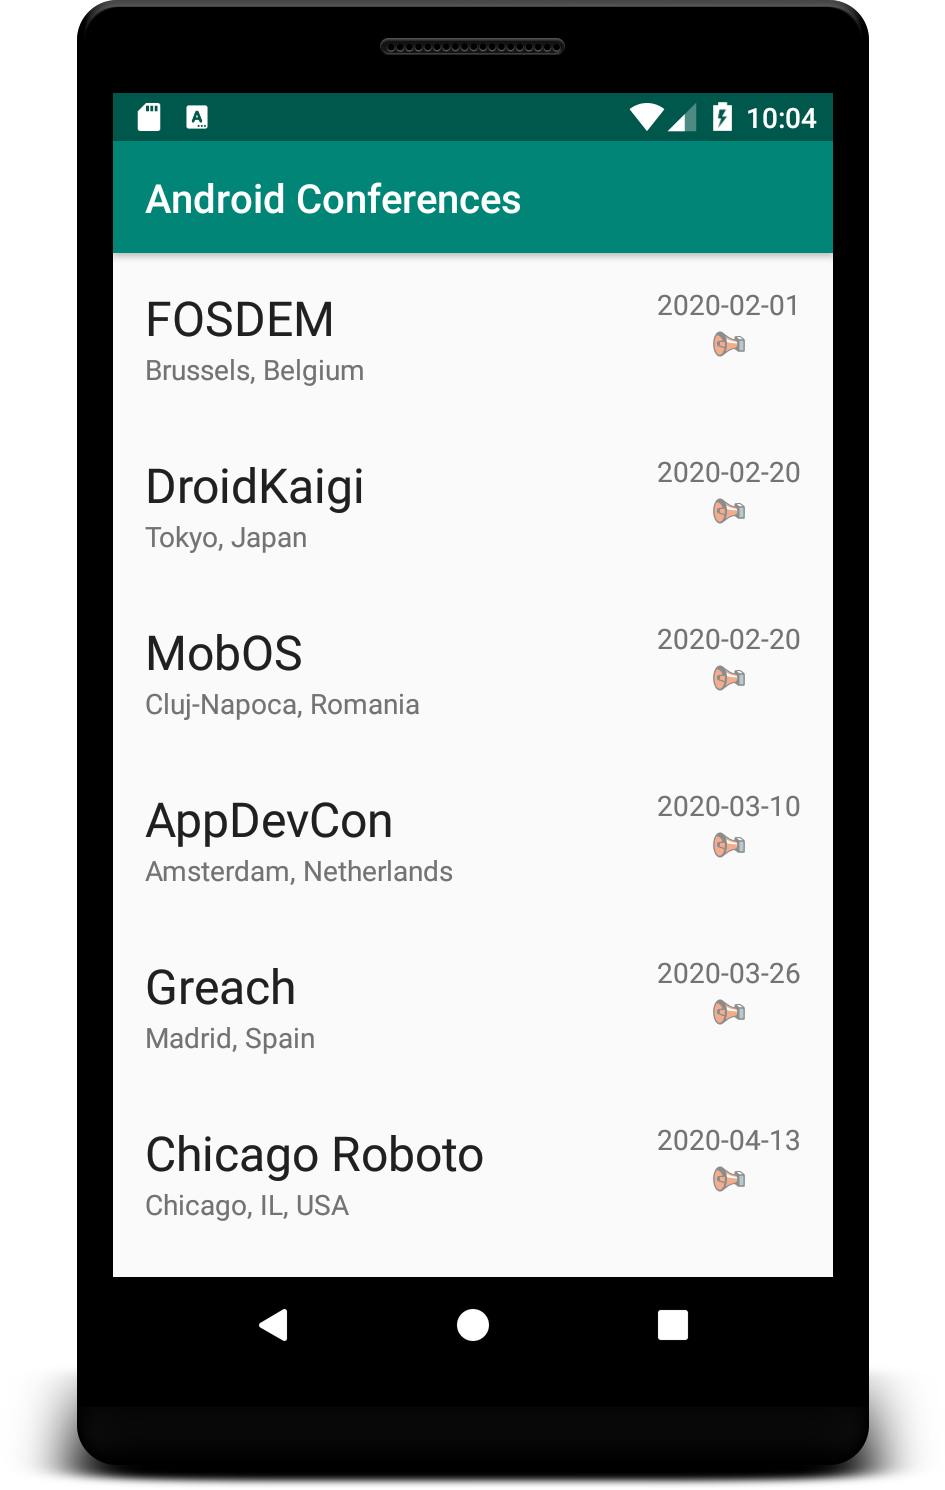 10:04
Android Conferences
FOSDEM
2020-02-01
Brussels, Belgium
DroidKaigi
2020-02-20
Tokyo, Japan
MobOS
2020-02-20
Cluj-Napoca, Romania
AppDevCon
2020-03-10
Amsterdam, Netherlands
Greach
2020-03-26
Madrid, Spain
Chicago Roboto
2020-04-13
Chicago, IL, USA